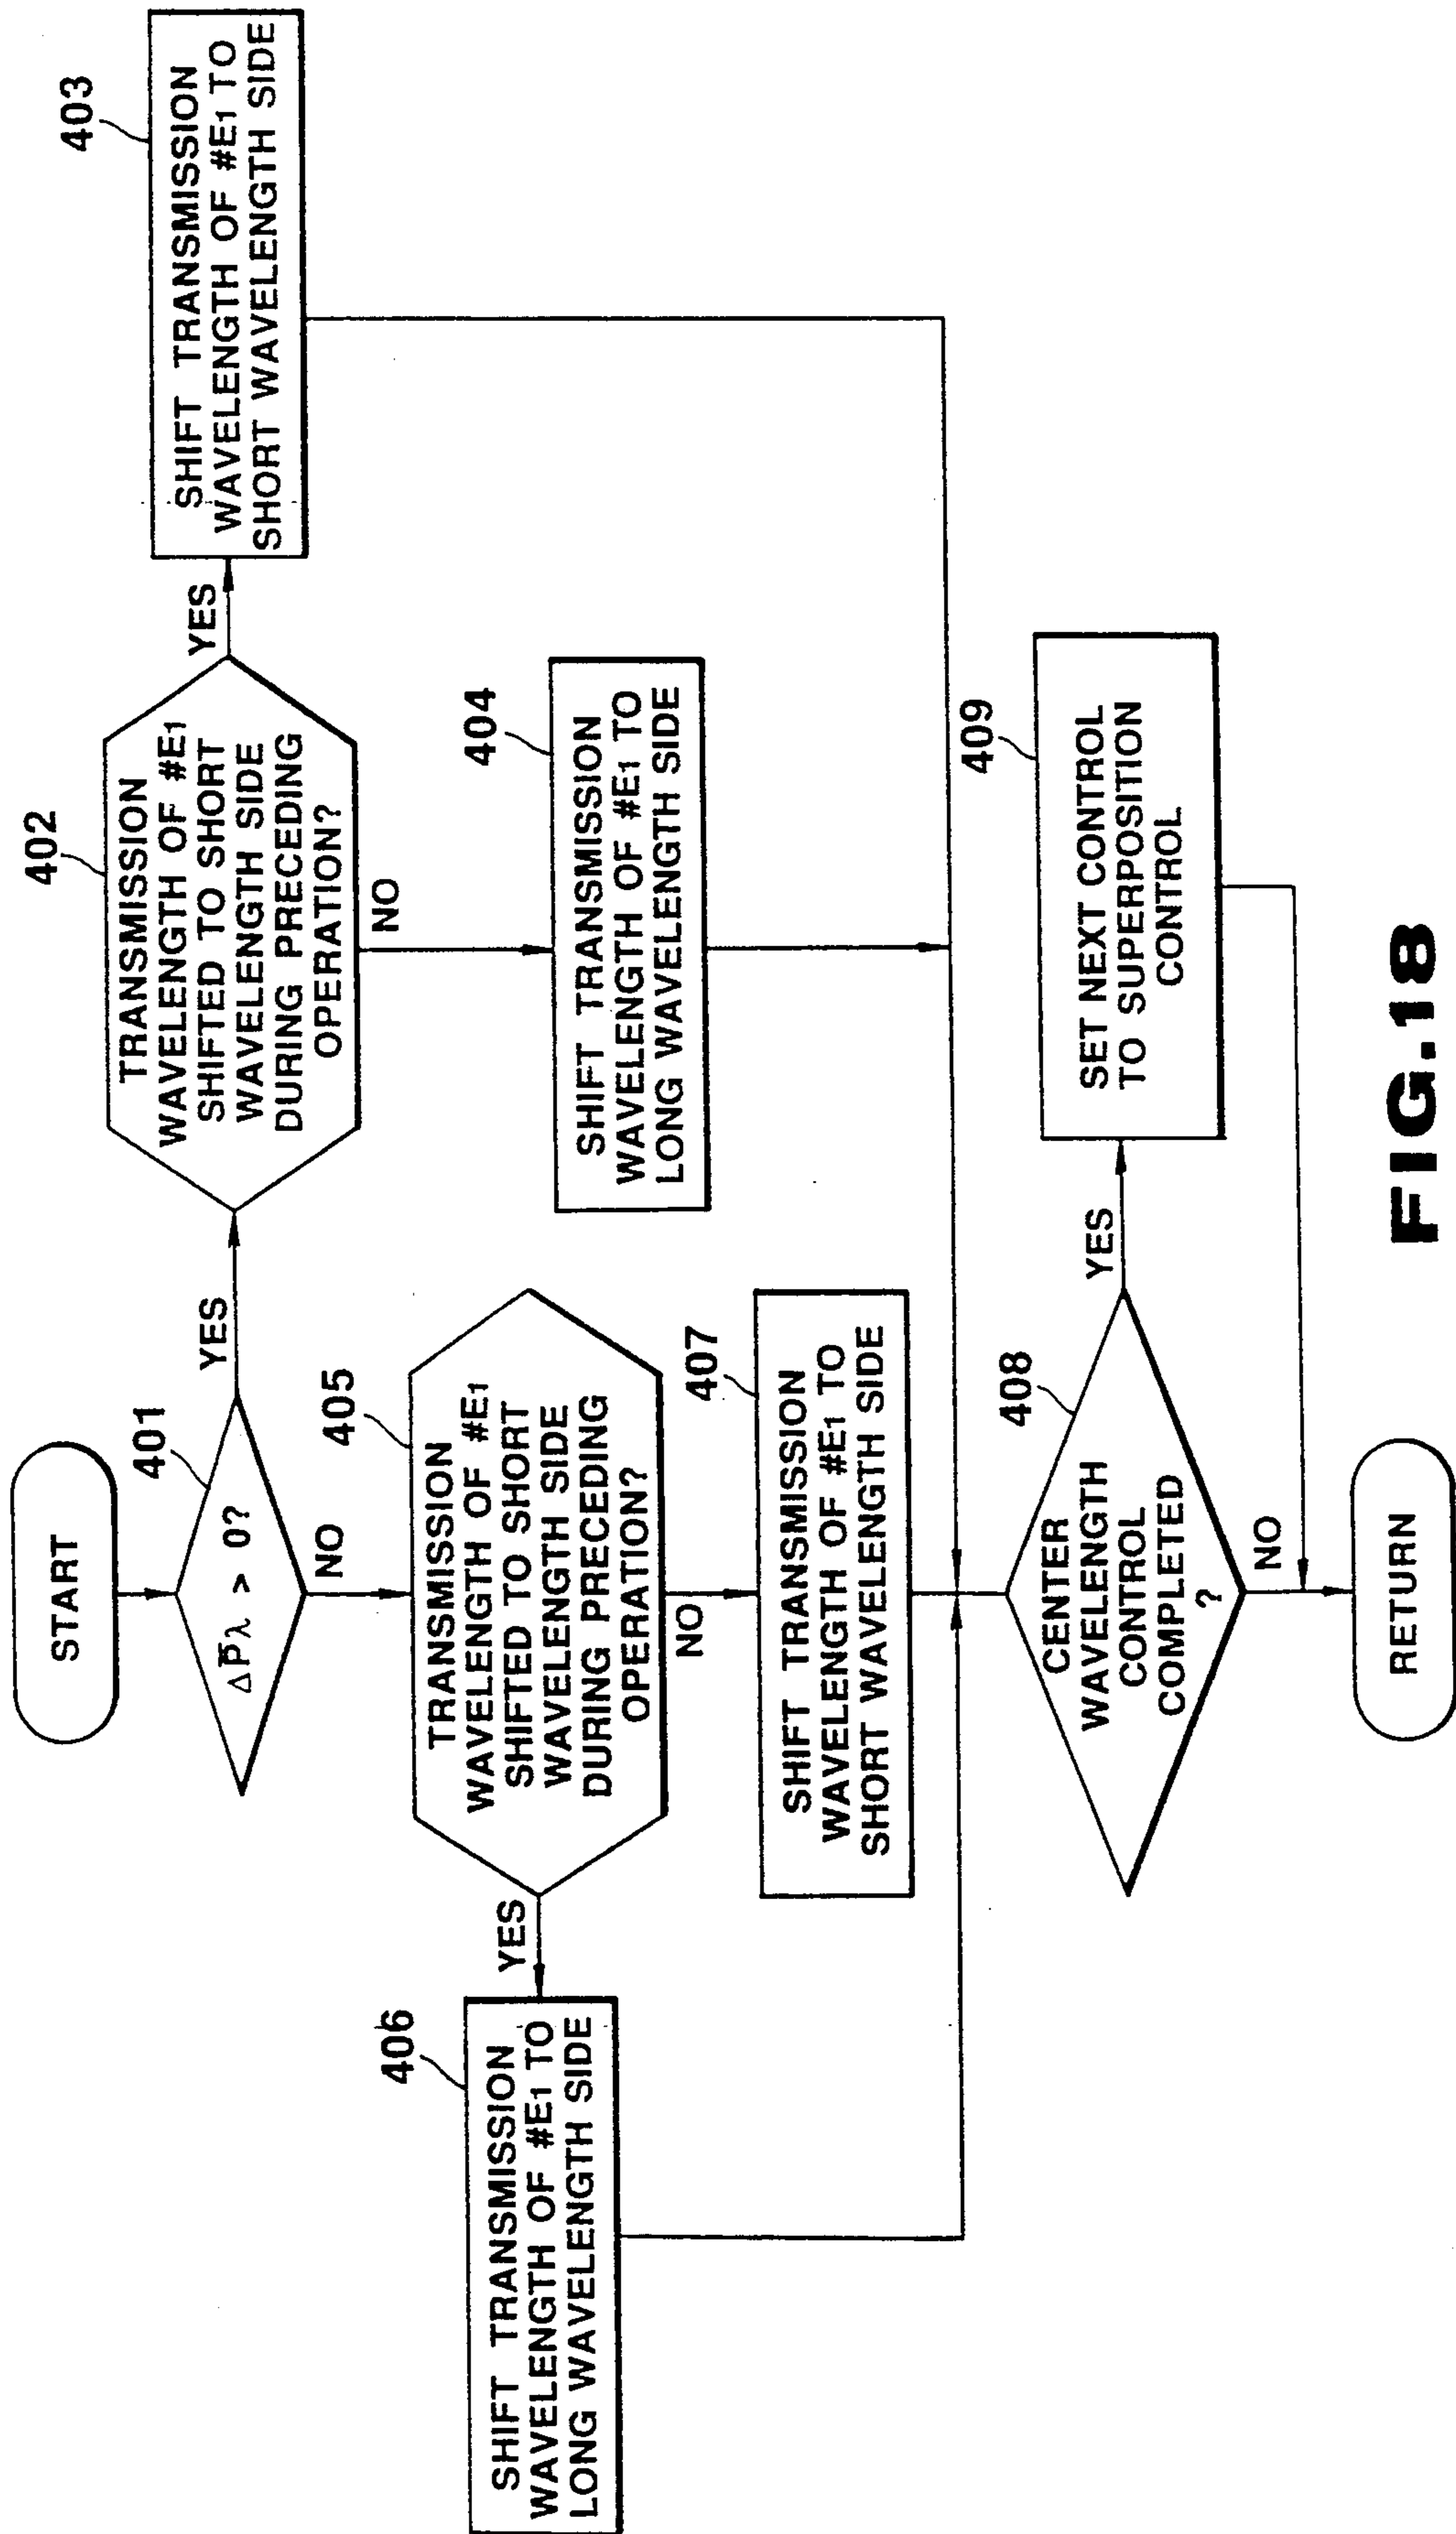 START
401
ΔP̄λ > 0?
YES
NO
402
TRANSMISSION
WAVELENGTH OF #E1
SHIFTED TO SHORT
WAVELENGTH SIDE
DURING PRECEDING
OPERATION?
YES
NO
403
SHIFT TRANSMISSION
WAVELENGTH OF #E1 TO
SHORT WAVELENGTH SIDE
404
SHIFT TRANSMISSION
WAVELENGTH OF #E1 TO
LONG WAVELENGTH SIDE
405
TRANSMISSION
WAVELENGTH OF #E1
SHIFTED TO SHORT
WAVELENGTH SIDE
DURING PRECEDING
OPERATION?
YES
NO
406
SHIFT TRANSMISSION
WAVELENGTH OF #E1 TO
LONG WAVELENGTH SIDE
407
SHIFT TRANSMISSION
WAVELENGTH OF #E1 TO
SHORT WAVELENGTH SIDE
408
CENTER
WAVELENGTH
CONTROL
COMPLETED
?
YES
NO
409
SET NEXT CONTROL
TO SUPERPOSITION
CONTROL
RETURN
FIG.18